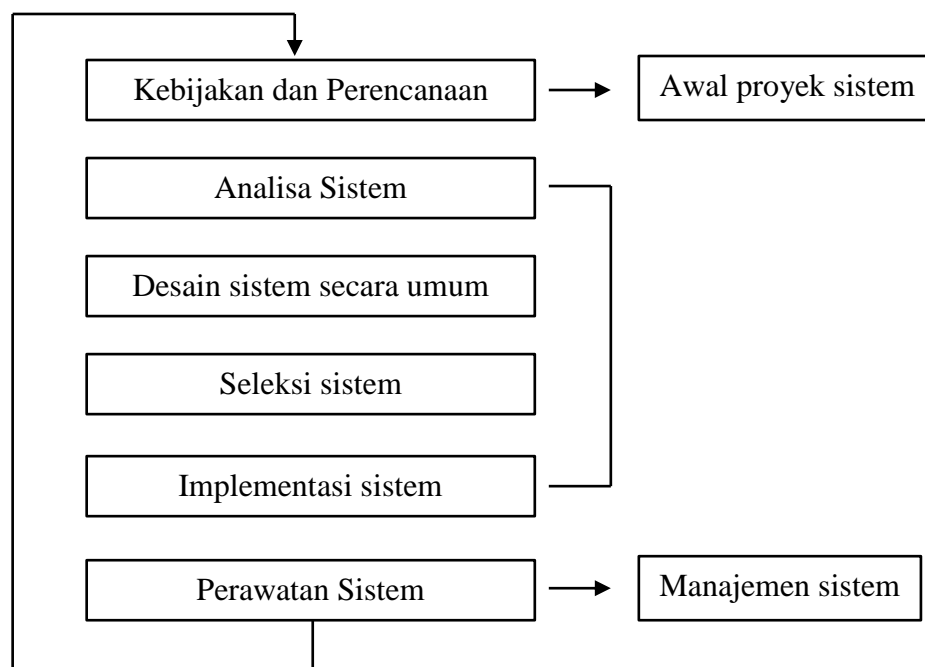 Kebijakan dan Perencanaan
Awal proyek sistem
Analisa Sistem
Desain sistem secara umum
Seleksi sistem
Implementasi sistem
Perawatan Sistem
Manajemen sistem